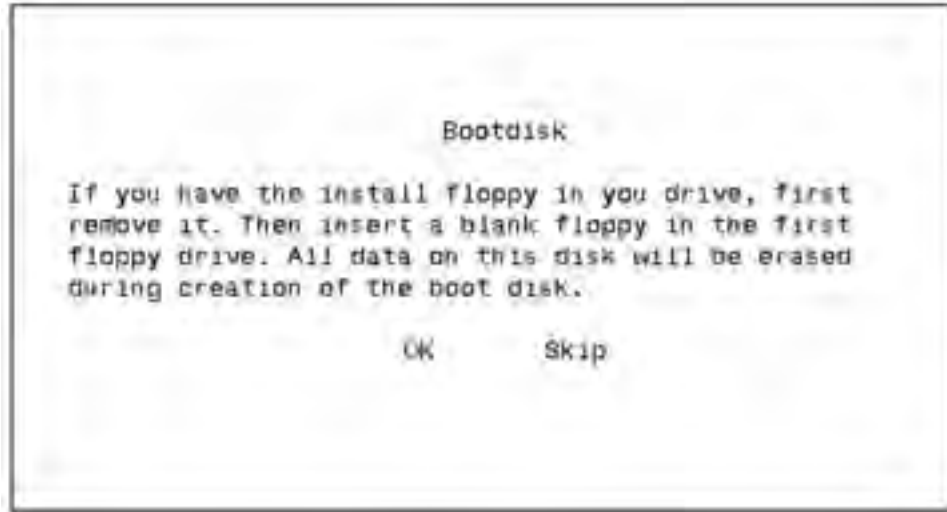 Bootdisk
If you have the install floppy in you drive, first
remove it. Then insert a blank floppy in the first
floppy drive. All data on this disk will be erased
during creation of the boot disk.
OK Skip